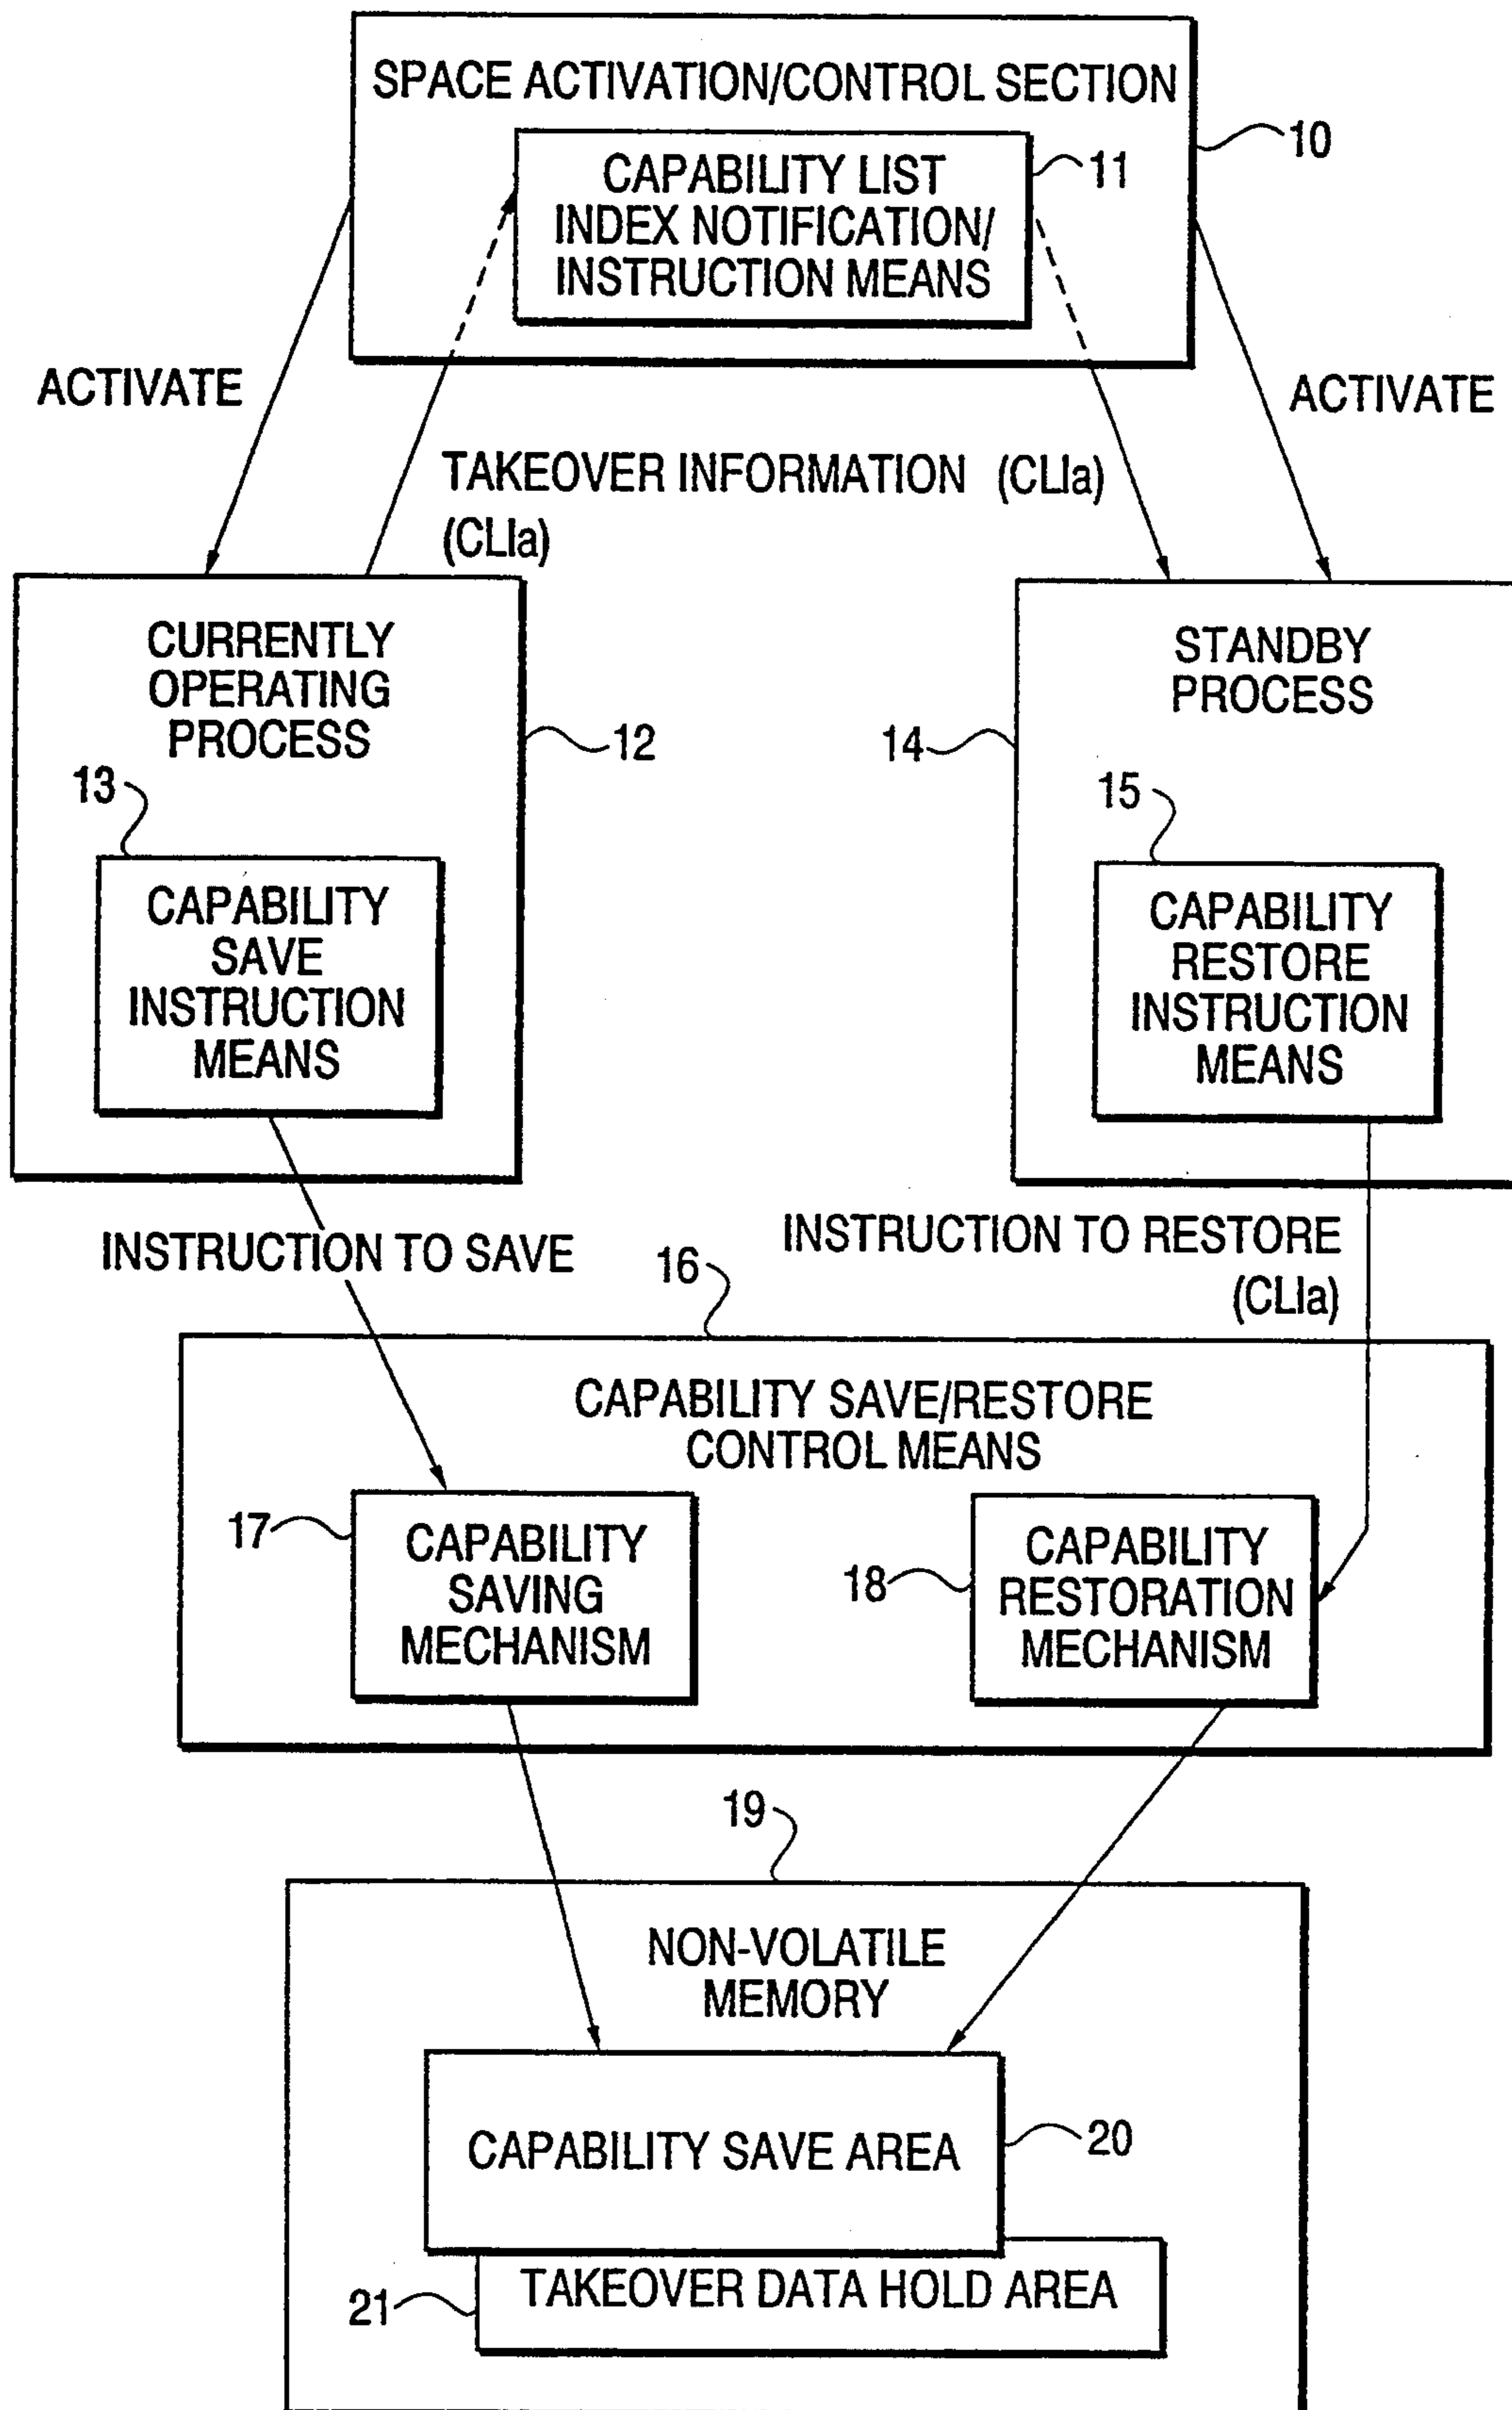 SPACE ACTIVATION/CONTROL SECTION
10
CAPABILITY LIST
INDEX NOTIFICATION/
INSTRUCTION MEANS
11
ACTIVATE
ACTIVATE
TAKEOVER INFORMATION (CLIa)
(CLIa)
CURRENTLY
OPERATING
PROCESS
12
STANDBY
PROCESS
14
13
CAPABILITY
SAVE
INSTRUCTION
MEANS
15
CAPABILITY
RESTORE
INSTRUCTION
MEANS
INSTRUCTION TO SAVE
INSTRUCTION TO RESTORE
(CLIa)
16
CAPABILITY SAVE/RESTORE
CONTROL MEANS
17
CAPABILITY
SAVING
MECHANISM
18
CAPABILITY
RESTORATION
MECHANISM
19
NON-VOLATILE
MEMORY
CAPABILITY SAVE AREA
20
TAKEOVER DATA HOLD AREA
21